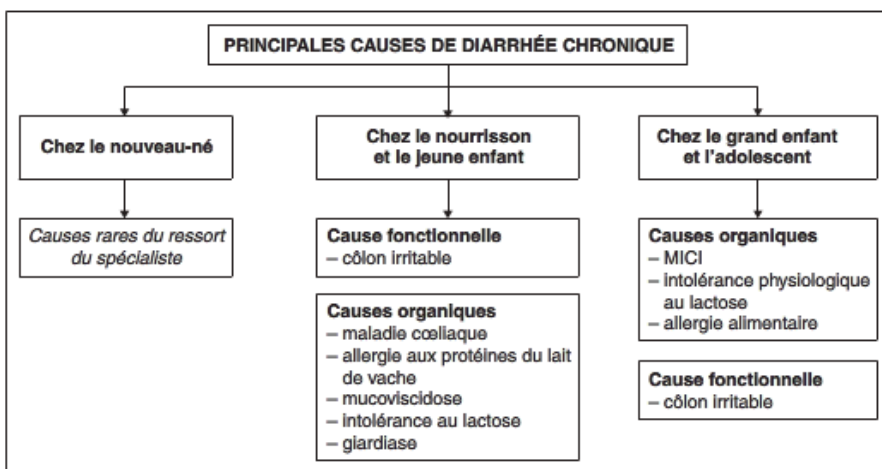 PRINCIPALES CAUSES DE DIARRHÉE CHRONIQUE
Chez le nouveau-né
Causes rares du ressort
du spécialiste
Chez le nourrisson
et le jeune enfant
Cause fonctionnelle
– côlon irritable
Causes organiques
– maladie cœliaque
– allergie aux protéines du lait
de vache
– mucoviscidose
– intolérance au lactose
– giardiase
Chez le grand enfant
et l'adolescent
Causes organiques
– MICI
– intolérance physiologique
au lactose
– allergie alimentaire
Cause fonctionnelle
– côlon irritable